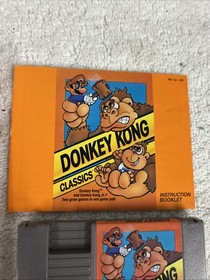 DONKEY KONG
CLASSICS
Donkey Kong
and Donkey Kong Jr.
Two great games in one game pak!
INSTRUCTION
BOOKLET